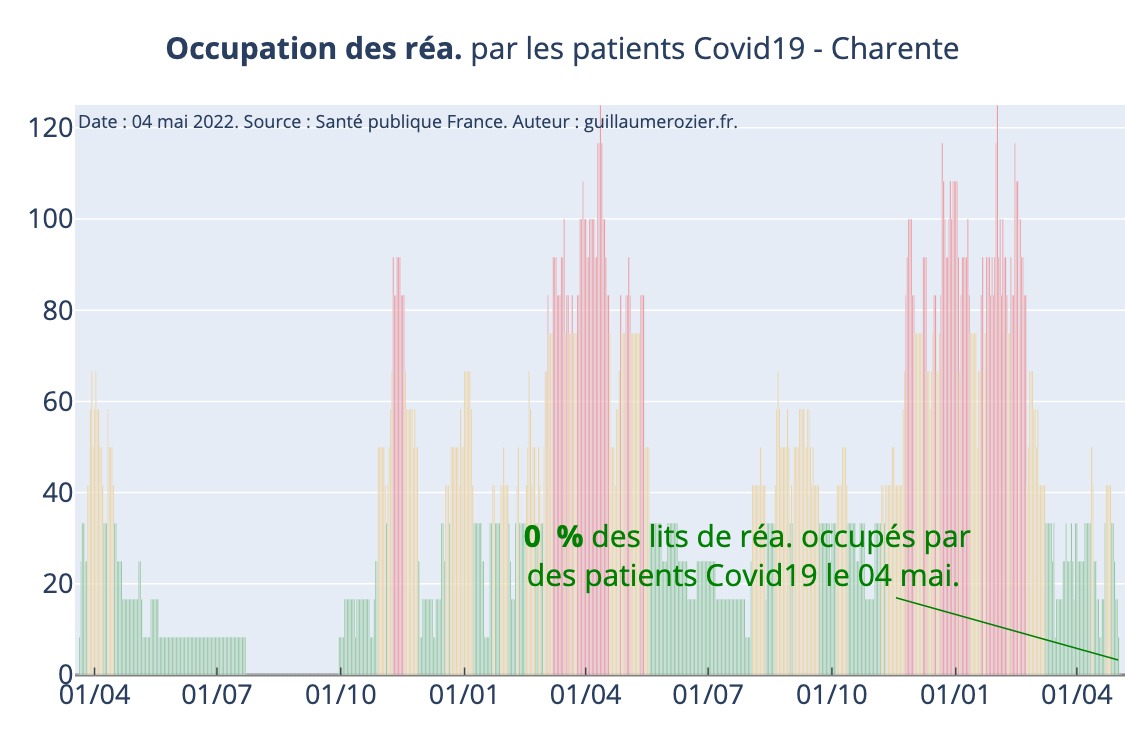 Occupation des réa. par les patients Covid19 - Charente
Date : 04 mai 2022. Source : Santé publique France. Auteur : guillaumerozier.fr.
120
100
80
60
40
20
0
0 % des lits de réa. occupés par
des patients Covid19 le 04 mai.
01/04 01/07 01/10 01/01 01/04 01/07 01/10 01/01 01/04